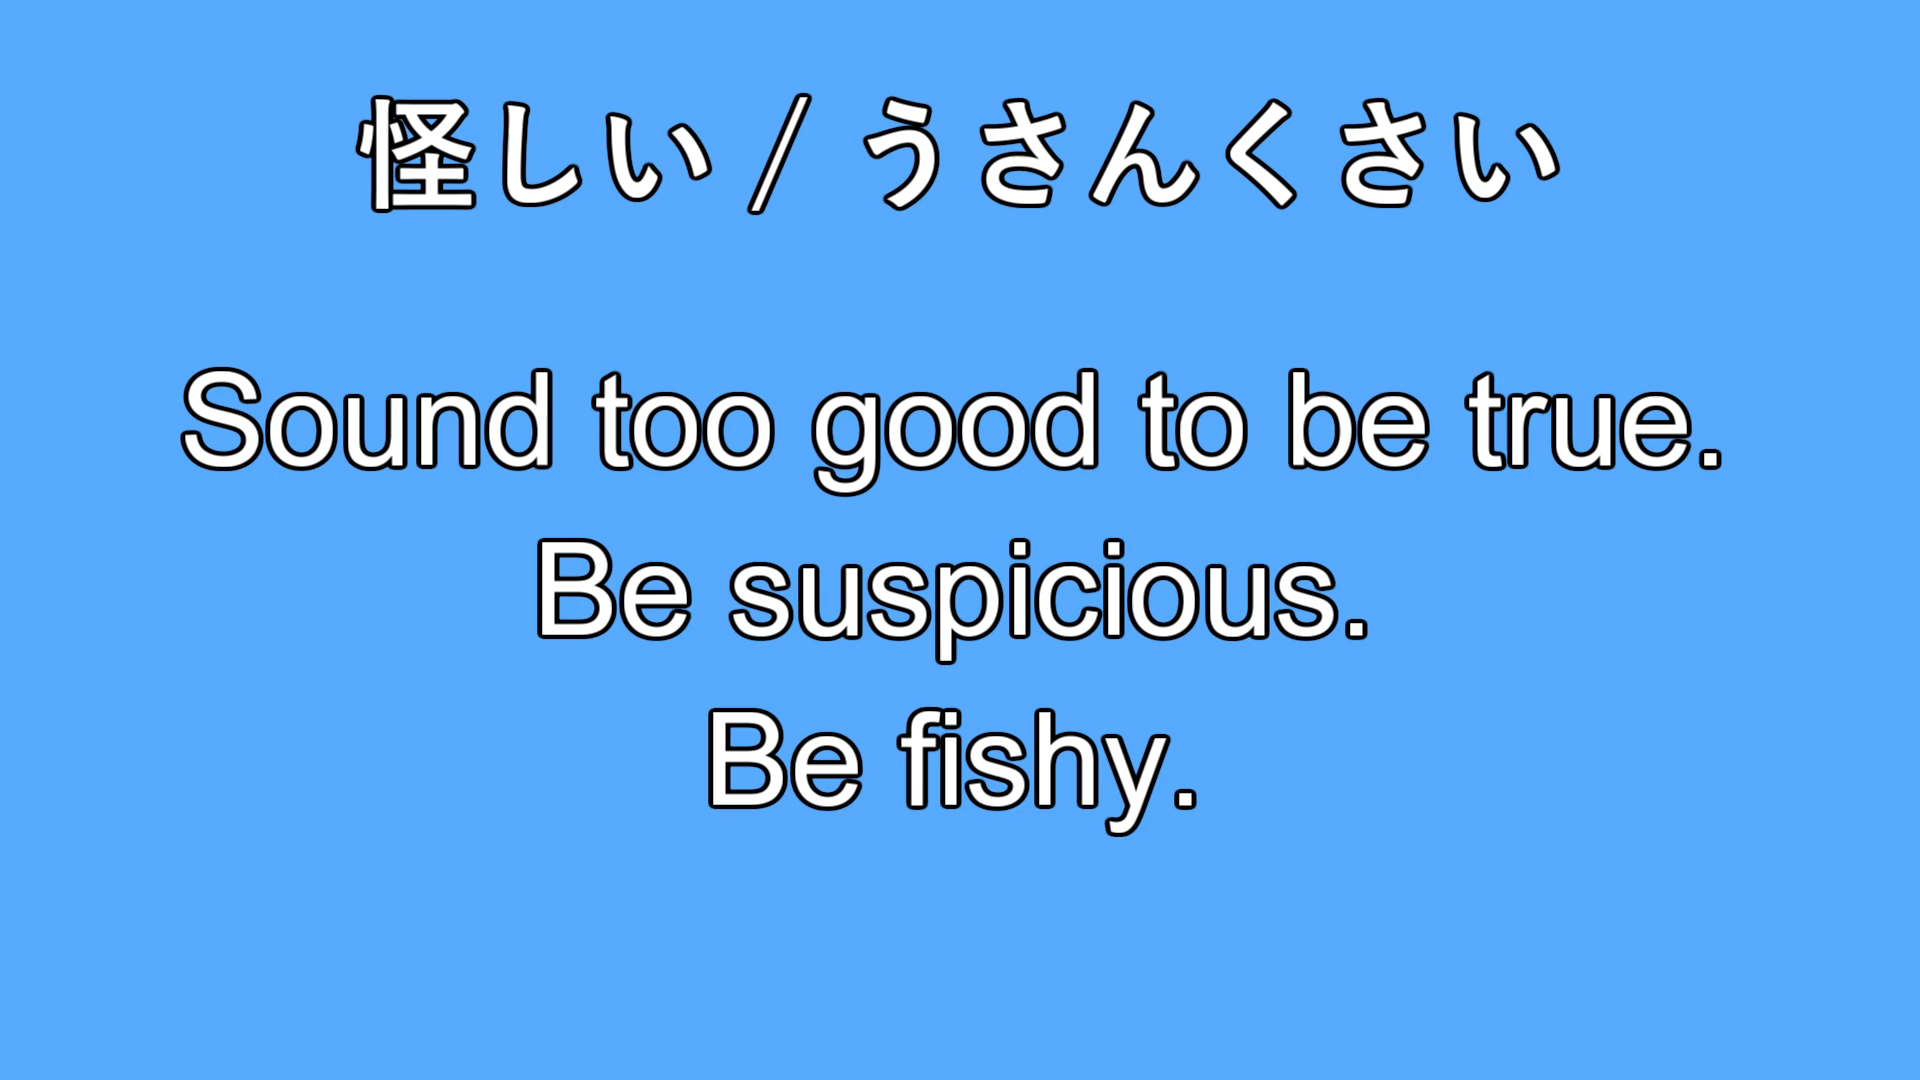 怪しい / うさんくさい
Sound too good to be true.
Be suspicious.
Be fishy.